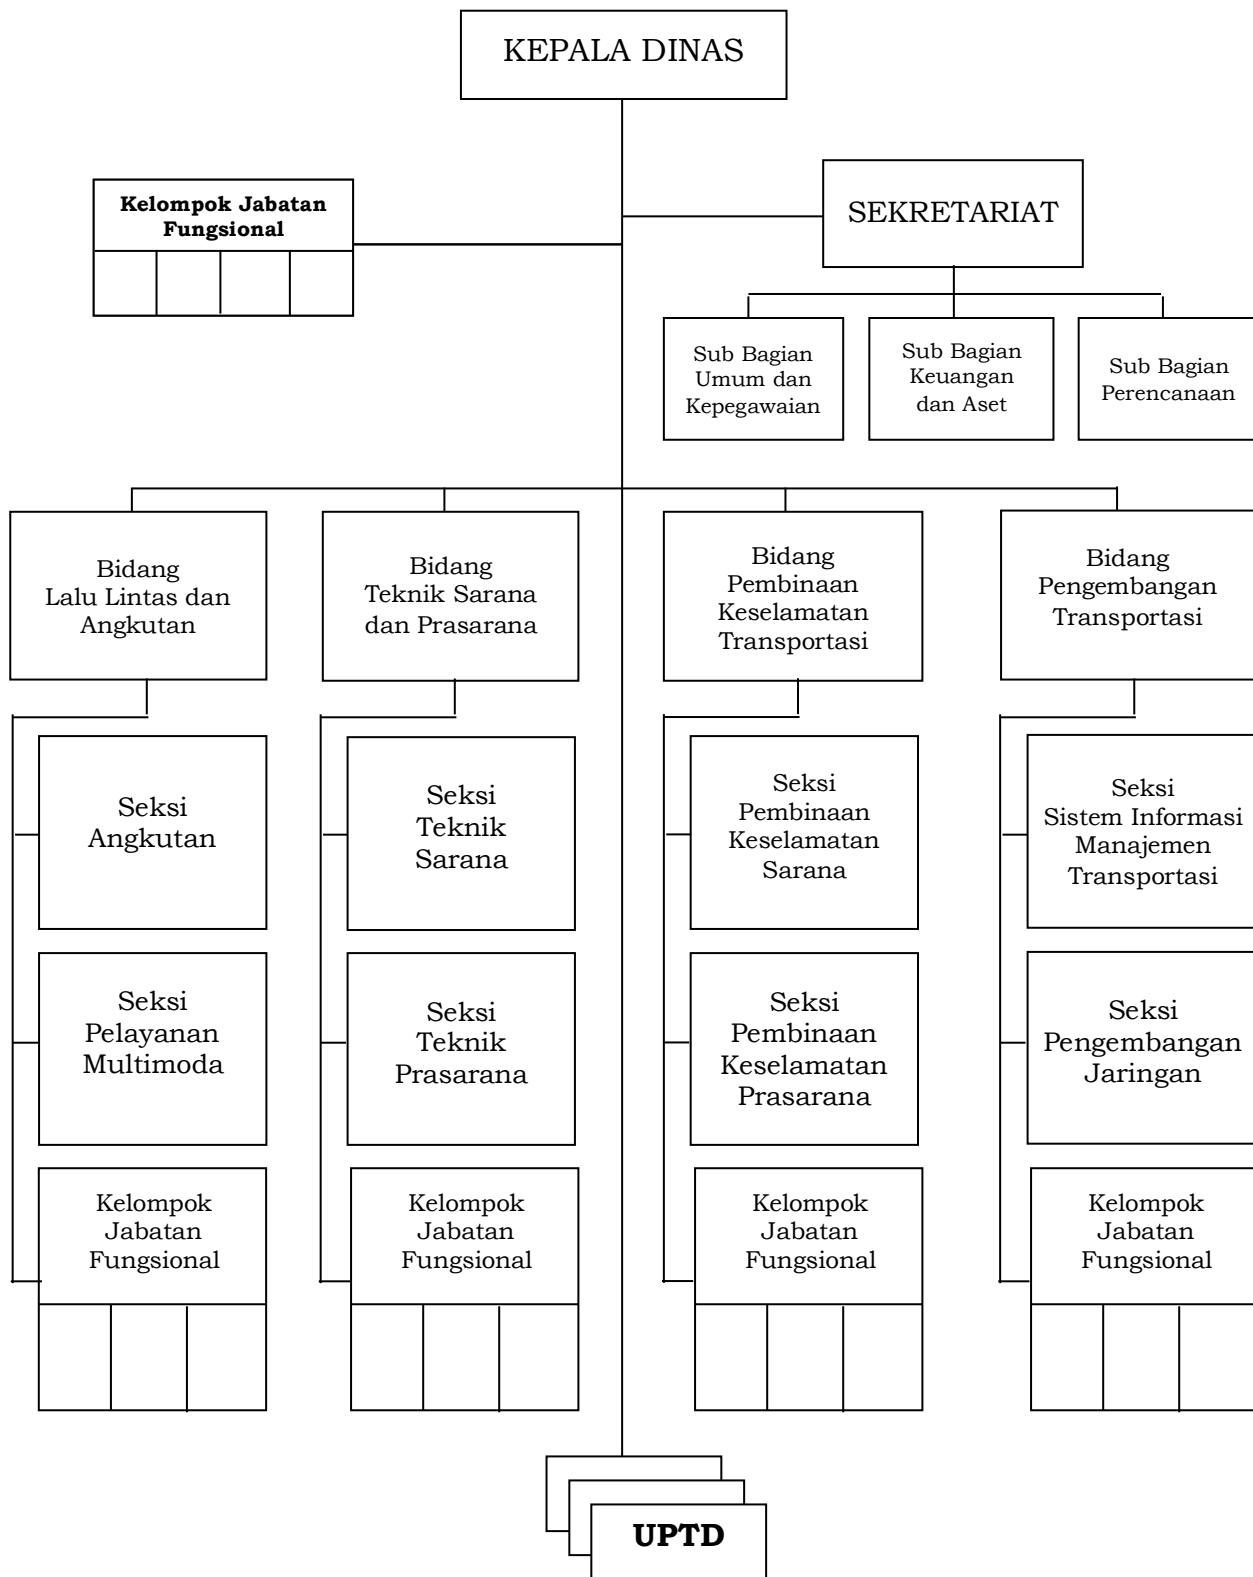 KEPALA DINAS
Kelompok Jabatan
Fungsional
SEKRETARIAT
Sub Bagian
Umum dan
Kepegawaian
Sub Bagian
Keuangan
dan Aset
Sub Bagian
Perencanaan
Bidang
Lalu Lintas dan
Angkutan
Bidang
Teknik Sarana
dan Prasarana
Bidang
Pembinaan
Keselamatan
Transportasi
Bidang
Pengembangan
Transportasi
Seksi
Angkutan
Seksi
Teknik
Sarana
Seksi
Pembinaan
Keselamatan
Sarana
Seksi
Sistem Informasi
Manajemen
Transportasi
Seksi
Pelayanan
Multimoda
Seksi
Teknik
Prasarana
Seksi
Pembinaan
Keselamatan
Prasarana
Seksi
Pengembangan
Jaringan
Kelompok
Jabatan
Fungsional
Kelompok
Jabatan
Fungsional
Kelompok
Jabatan
Fungsional
Kelompok
Jabatan
Fungsional
UPTD